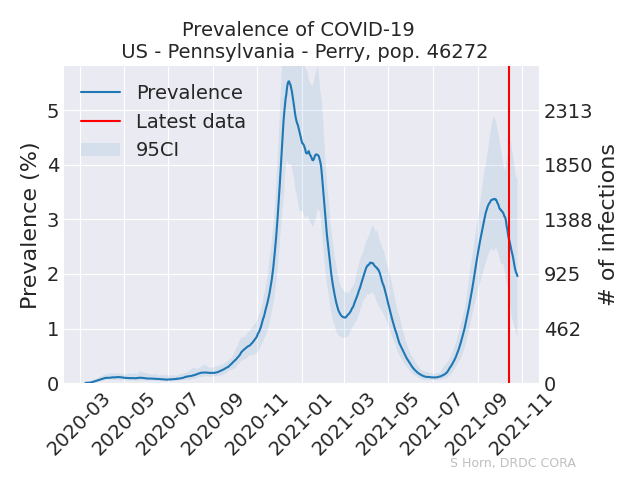 Prevalence of COVID-19
US - Pennsylvania - Perry, pop. 46272
Prevalence
Latest data
95CI
Prevalence (%)
5
4
3
2
1
0
2313
1850
1388
925
462
0
# of infections
2020-03
2020-05
2020-07
2020-09
2020-11
2021-01
2021-03
2021-05
2021-07
2021-09
2021-11
S Horn, DRDC CORA